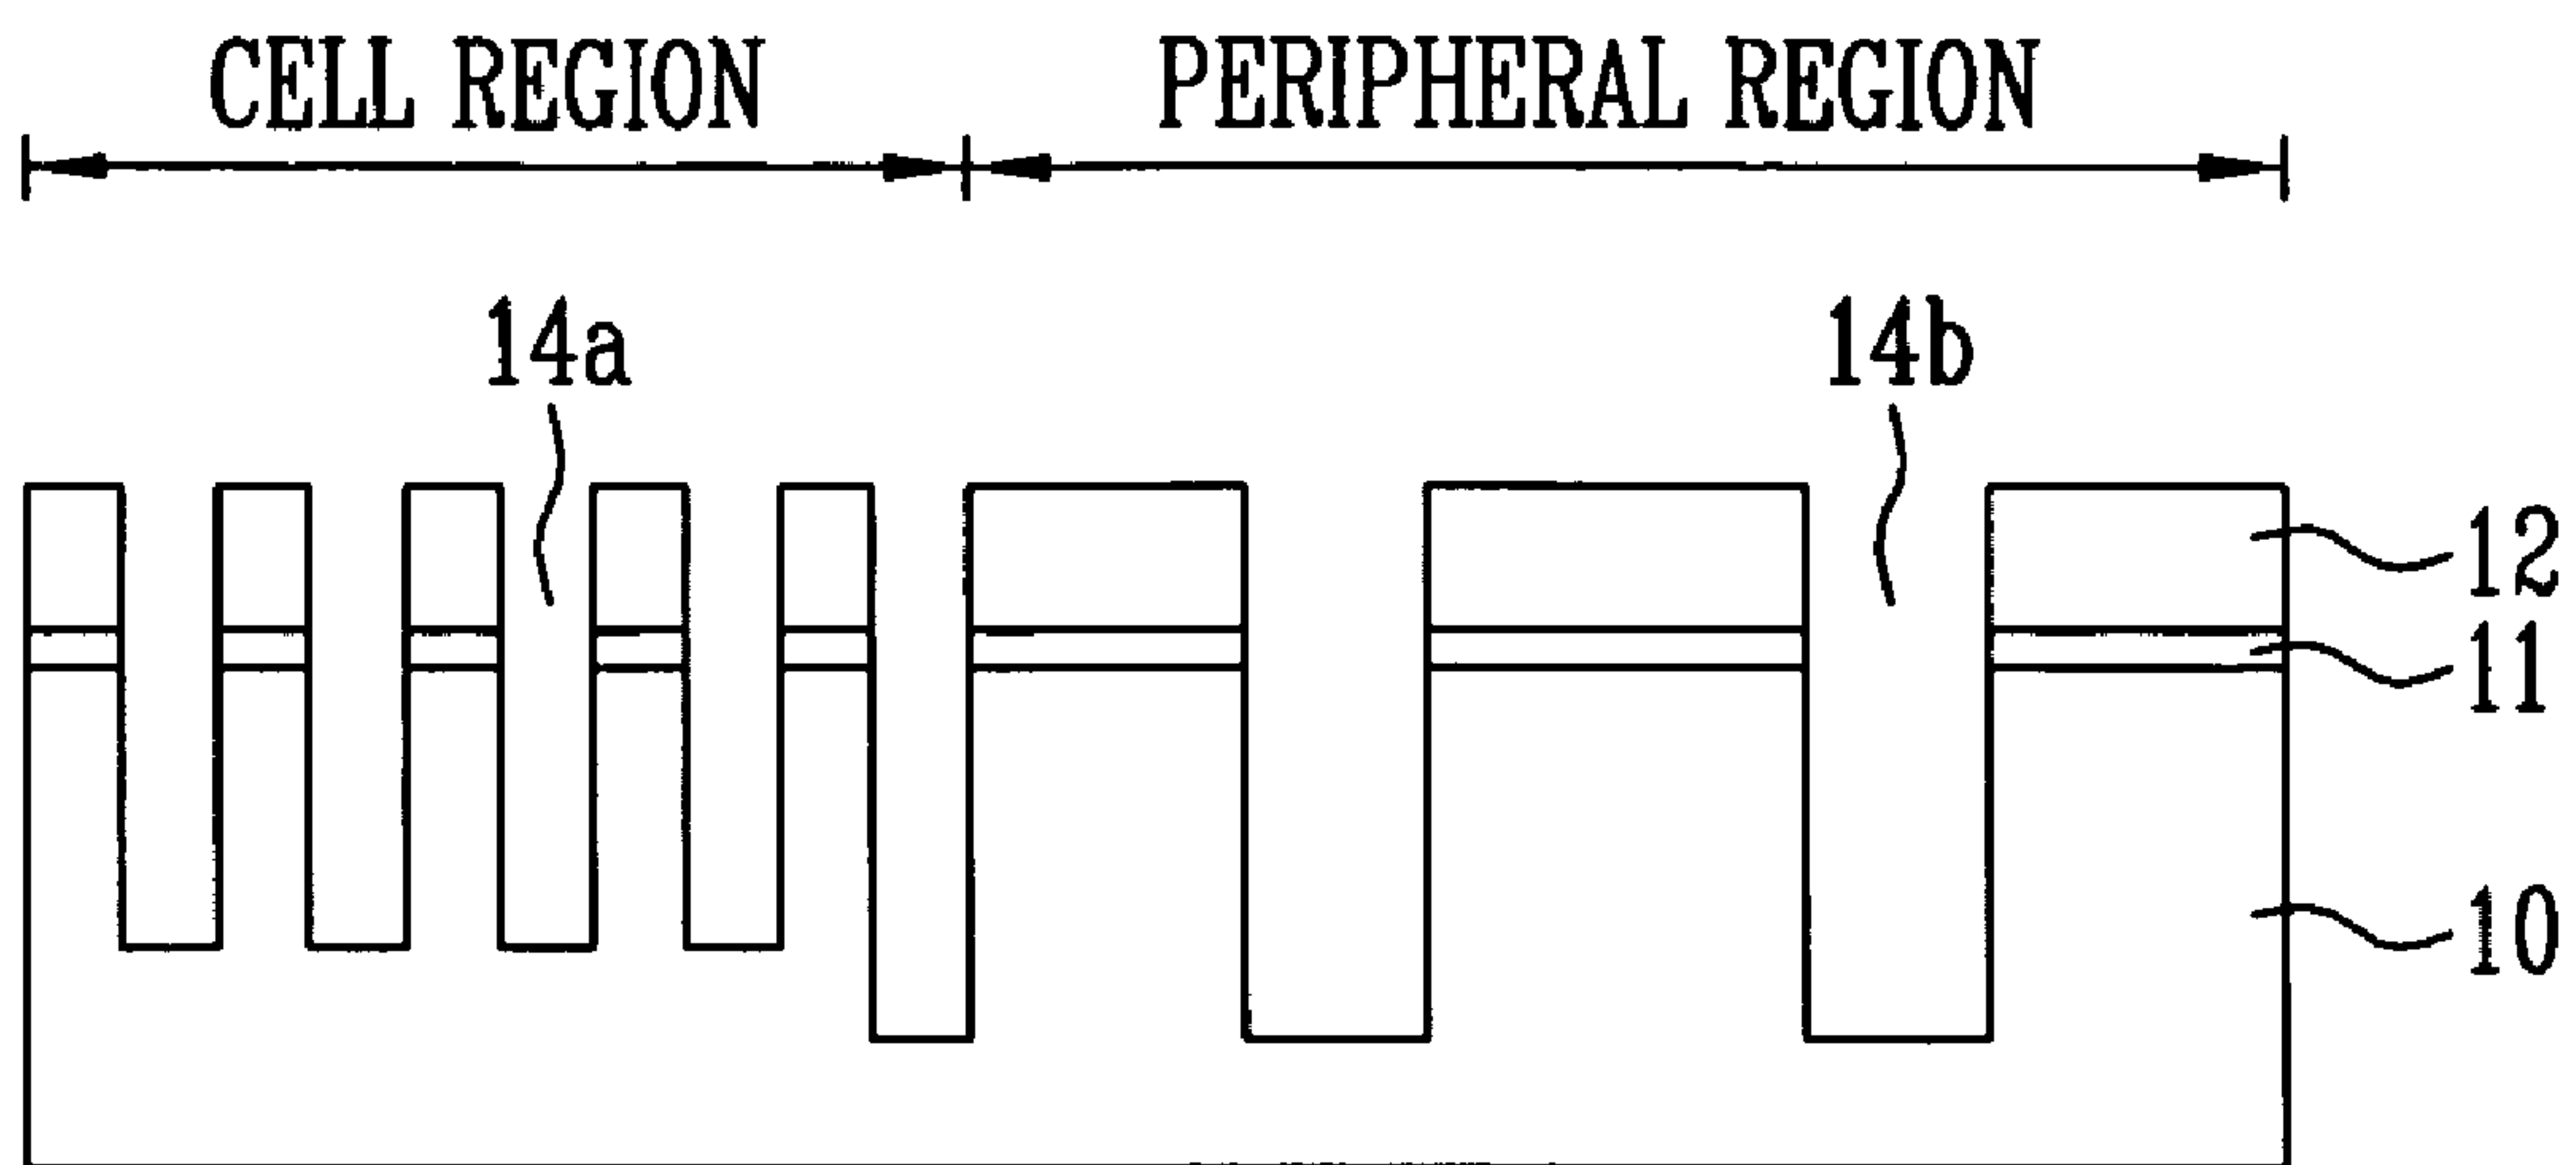 CELL REGION
PERIPHERAL REGION
14a
14b
12
11
10